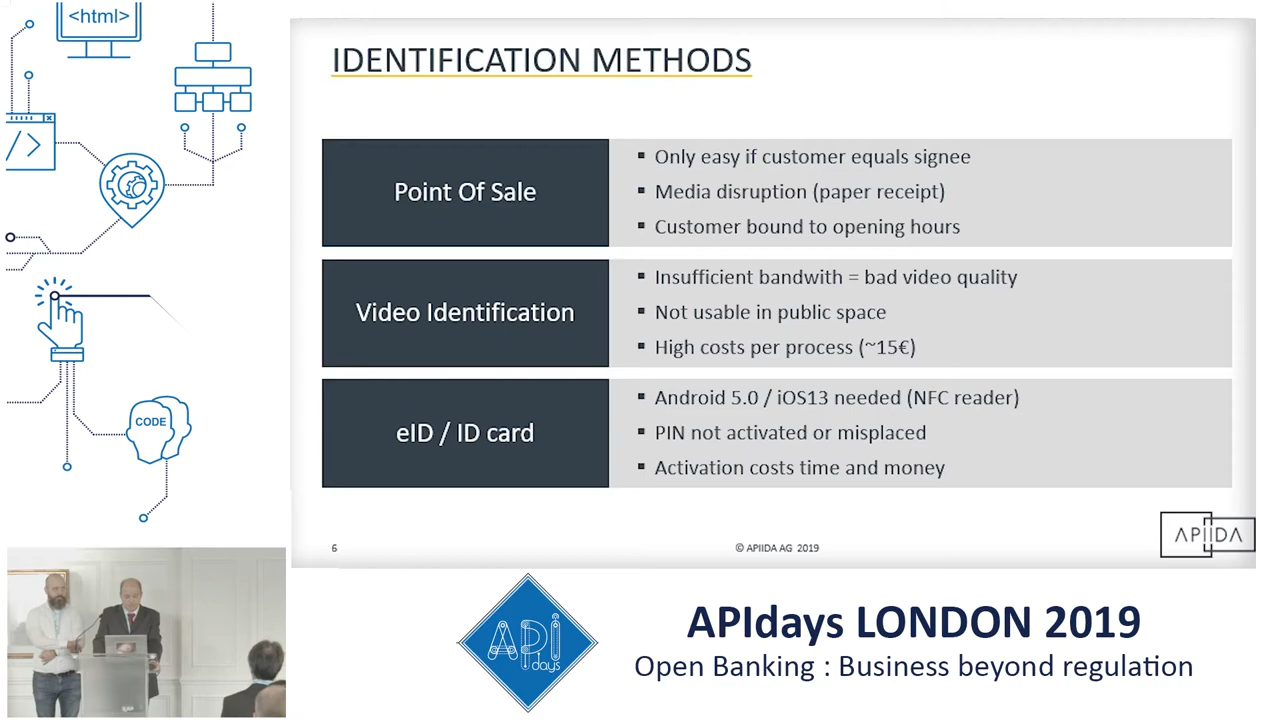 <html>
IDENTIFICATION METHODS
Point Of Sale
▪ Only easy if customer equals signee
▪ Media disruption (paper receipt)
▪ Customer bound to opening hours
Video Identification
▪ Insufficient bandwith = bad video quality
▪ Not usable in public space
▪ High costs per process (~15€)
eID / ID card
▪ Android 5.0 / iOS13 needed (NFC reader)
▪ PIN not activated or misplaced
▪ Activation costs time and money
/>
CODE
6
© APIIDA AG 2019
APIIDA
API
days
APIdays LONDON 2019
Open Banking : Business beyond regulation